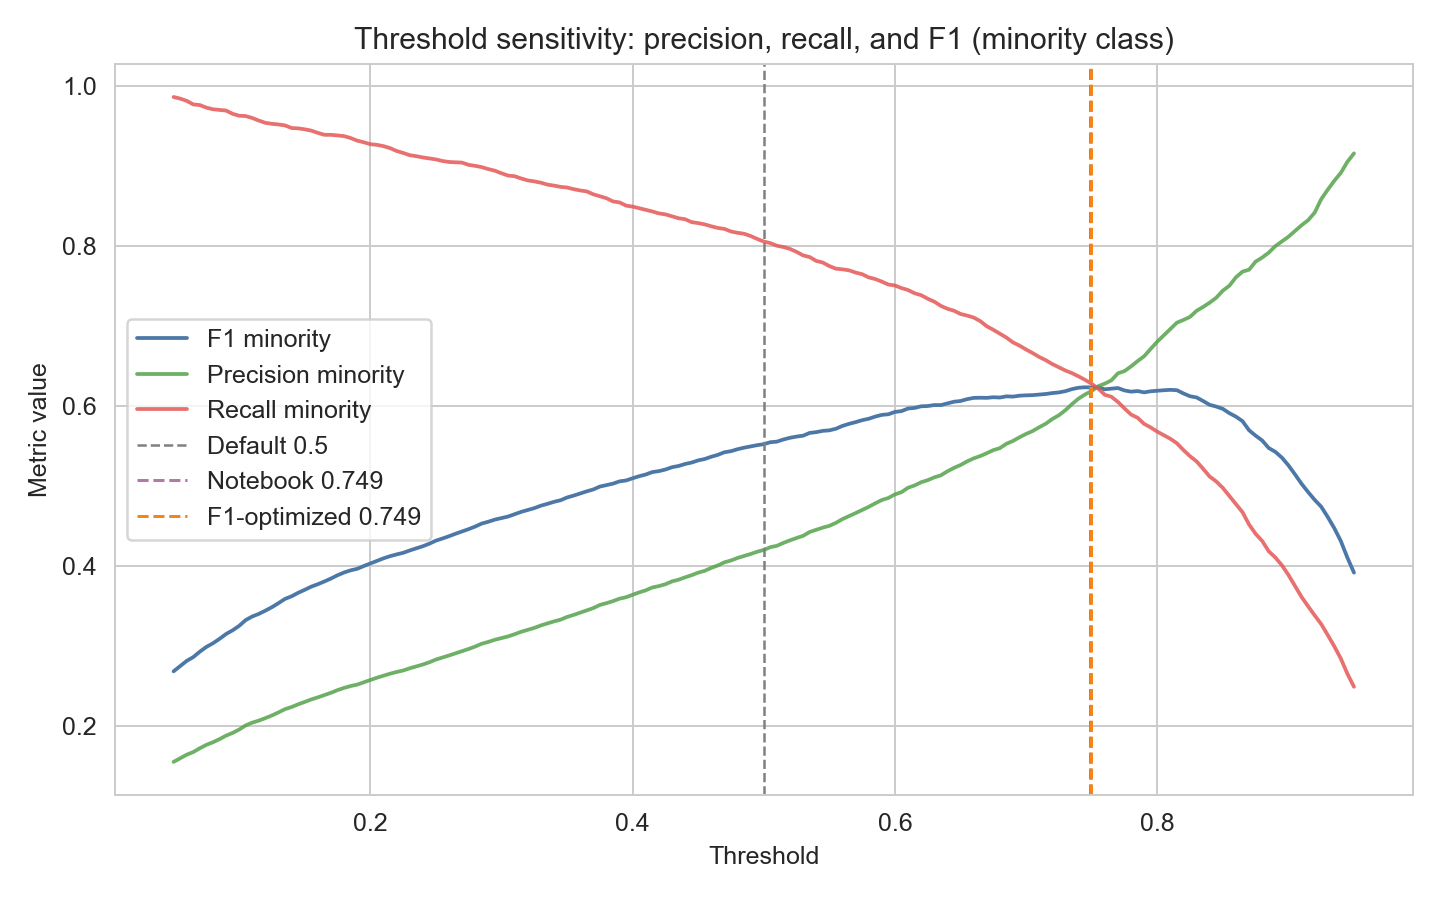 Threshold sensitivity: precision, recall, and F1 (minority class)
Metric value
1.0
0.8
0.6
0.4
0.2
F1 minority
Precision minority
Recall minority
Default 0.5
Notebook 0.749
F1-optimized 0.749
0.2
0.4
0.6
0.8
Threshold